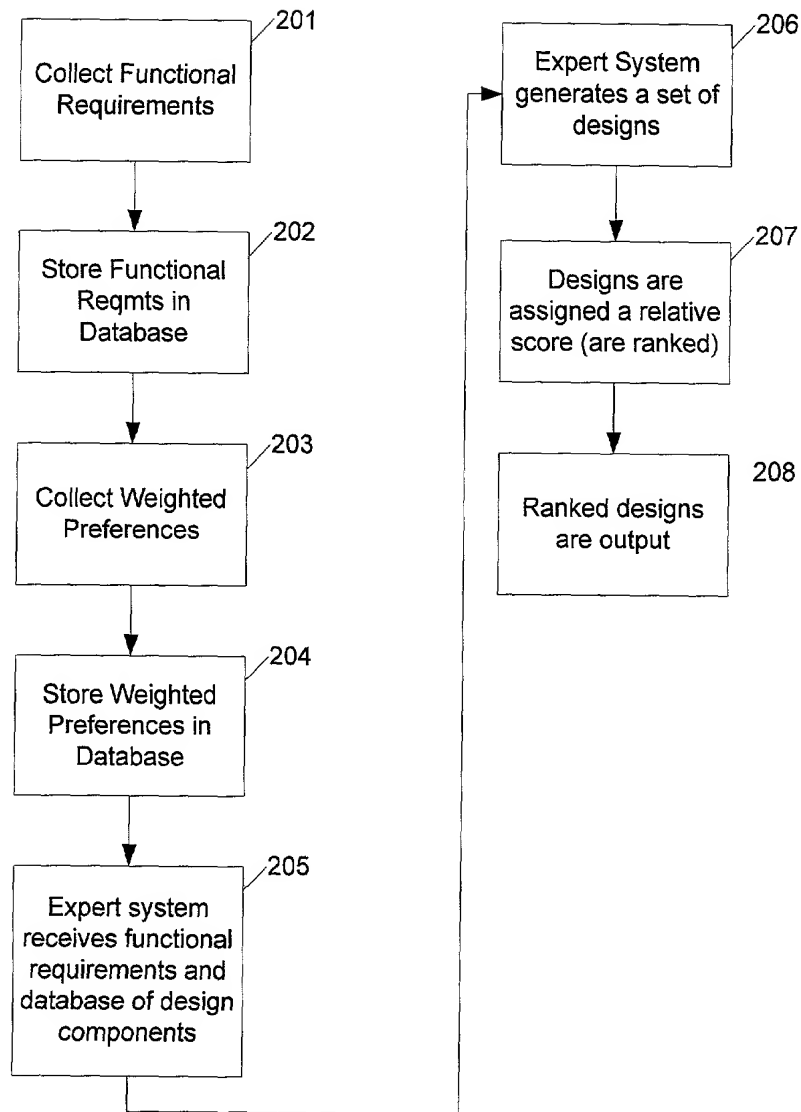 201
Collect Functional
Requirements
202
Store Functional
Reqmts in
Database
203
Collect Weighted
Preferences
204
Store Weighted
Preferences in
Database
205
Expert system
receives functional
requirements and
database of design
components
206
Expert System
generates a set of
designs
207
Designs are
assigned a relative
score (are ranked)
208
Ranked designs
are output